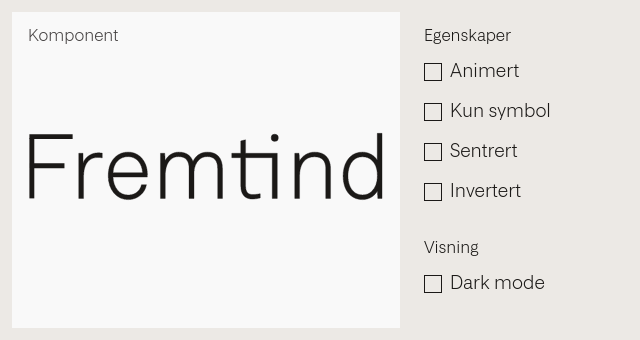 Komponent
Fremtind
Egenskaper
Animert
Kun symbol
Sentrert
Invertert
Visning
Dark mode